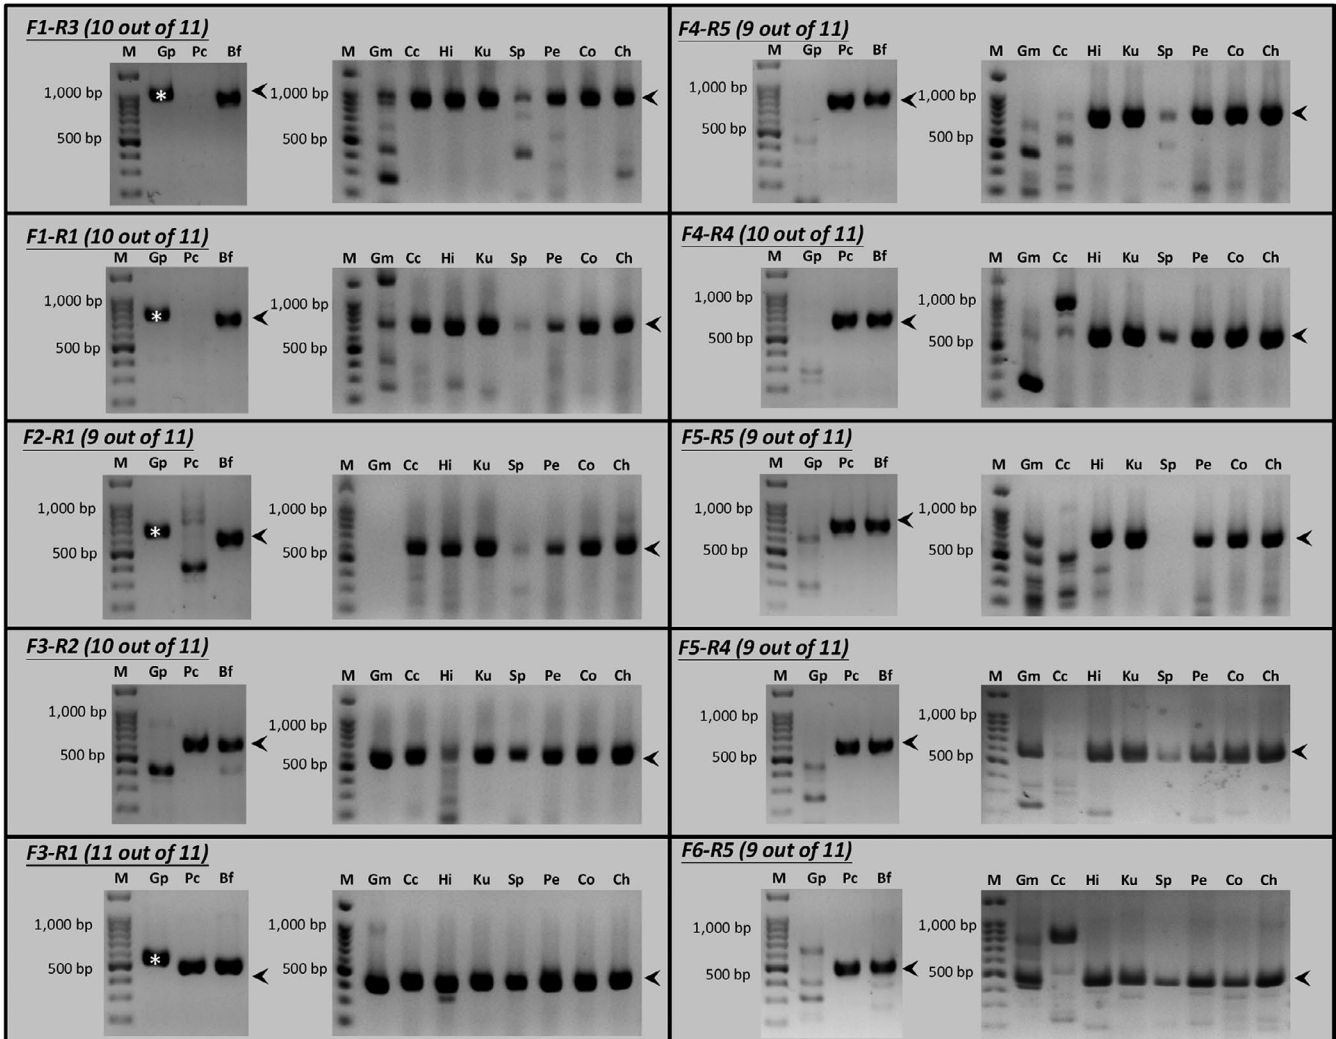 F1-R3 (10 out of 11)
M Gp Pc Bf
1,000 bp
500 bp
*
M Gm Cc Hi Ku Sp Pe Co Ch
1,000 bp
500 bp
F4-R5 (9 out of 11)
M Gp Pc Bf
1,000 bp
500 bp
M Gm Cc Hi Ku Sp Pe Co Ch
1,000 bp
500 bp
F1-R1 (10 out of 11)
M Gp Pc Bf
1,000 bp
500 bp
*
M Gm Cc Hi Ku Sp Pe Co Ch
1,000 bp
500 bp
F4-R4 (10 out of 11)
M Gp Pc Bf
1,000 bp
500 bp
M Gm Cc Hi Ku Sp Pe Co Ch
1,000 bp
500 bp
F2-R1 (9 out of 11)
M Gp Pc Bf
1,000 bp
500 bp
*
M Gm Cc Hi Ku Sp Pe Co Ch
1,000 bp
500 bp
F5-R5 (9 out of 11)
M Gp Pc Bf
1,000 bp
500 bp
M Gm Cc Hi Ku Sp Pe Co Ch
1,000 bp
500 bp
F3-R2 (10 out of 11)
M Gp Pc Bf
1,000 bp
500 bp
M Gm Cc Hi Ku Sp Pe Co Ch
1,000 bp
500 bp
F5-R4 (9 out of 11)
M Gp Pc Bf
1,000 bp
500 bp
M Gm Cc Hi Ku Sp Pe Co Ch
1,000 bp
500 bp
F3-R1 (11 out of 11)
M Gp Pc Bf
1,000 bp
500 bp
*
M Gm Cc Hi Ku Sp Pe Co Ch
1,000 bp
500 bp
F6-R5 (9 out of 11)
M Gp Pc Bf
1,000 bp
500 bp
M Gm Cc Hi Ku Sp Pe Co Ch
1,000 bp
500 bp